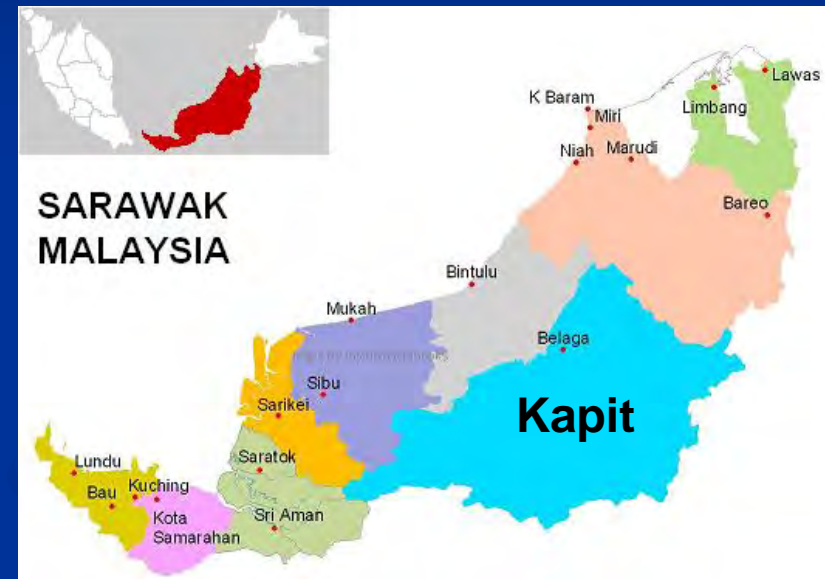 SARAWAK
MALAYSIA
Lawas
K Baram
Limbang
Miri
Niah
Marudi
Bareo
Bintulu
Mukah
Belaga
Sibu
Kapit
Sarikei
Saratok
Lundu
Bau
Kuching
Kota
Samarahan
Sri Aman